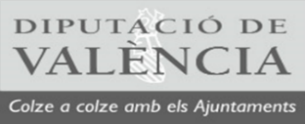 DIPUTACIÓ DE
VALÈNCIA
Colze a colze amb els Ajuntaments